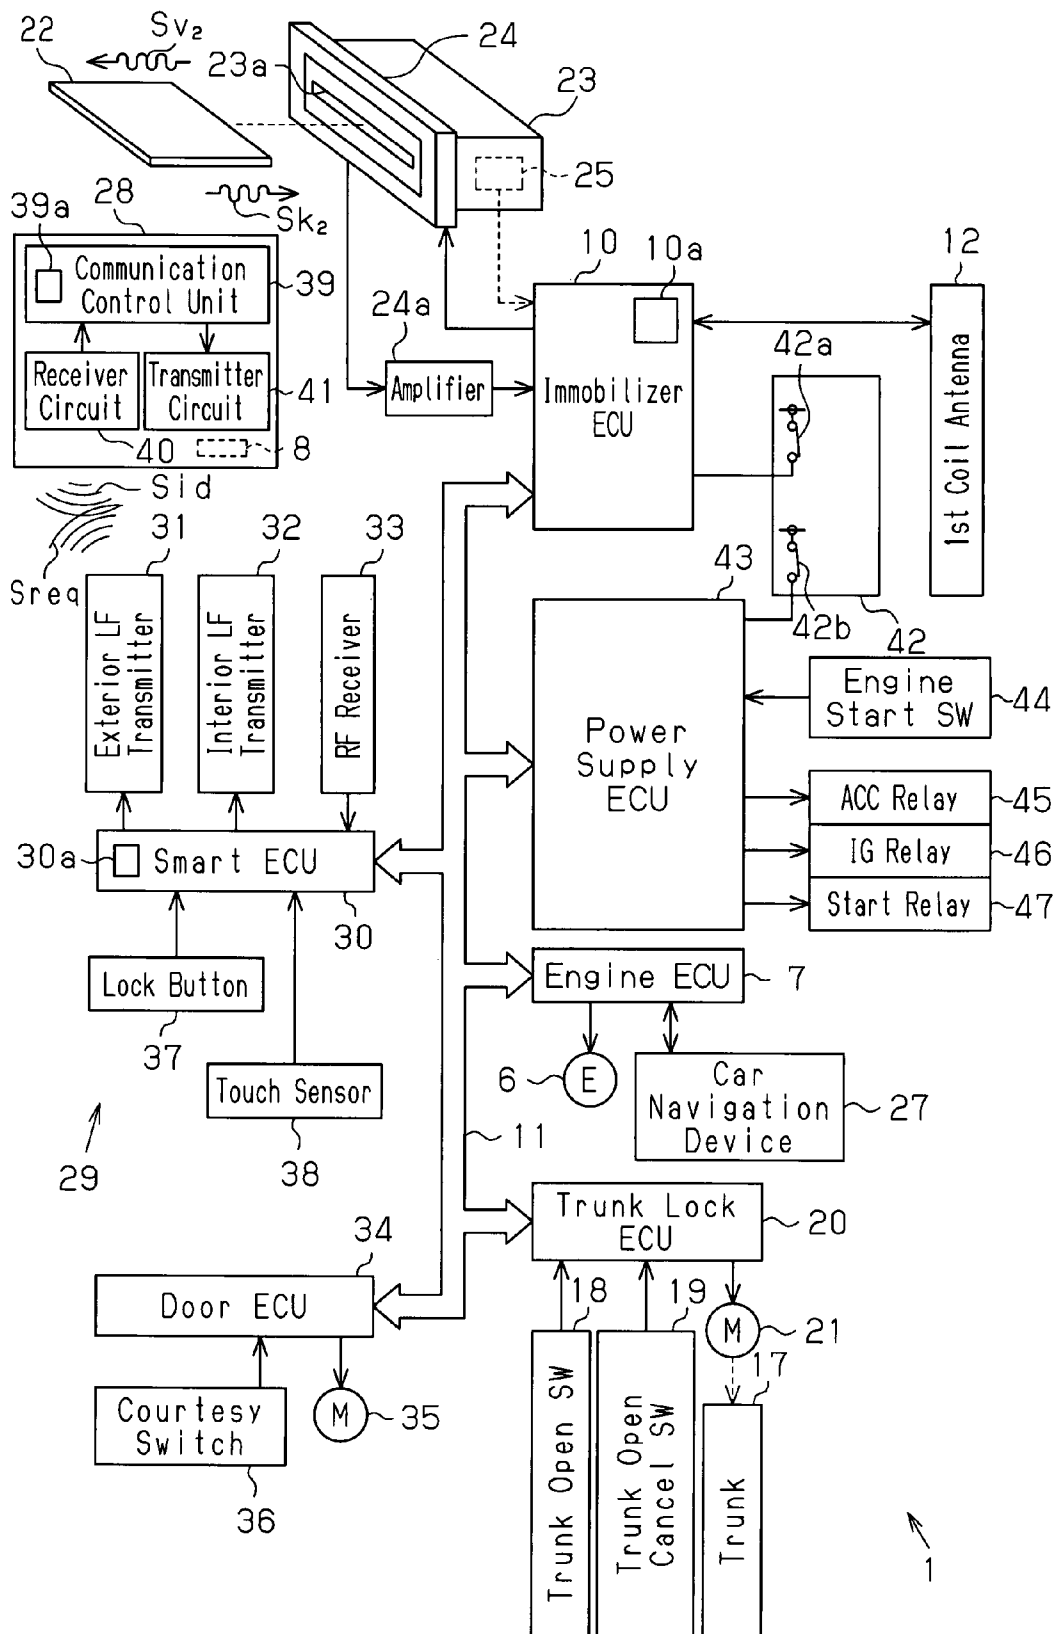 22
Sv2
23a
24
23
25
Sk2
39a
28
Communication
Control Unit
39
Receiver
Circuit
Transmitter
Circuit
41
40
8
24a
Amplifier
10
10a
Immobilizer
ECU
12
1st Coil Antenna
42a
42b
42
Sid
Sreq
31
32
33
Exterior LF
Transmitter
Interior LF
Transmitter
RF Receiver
43
Power
Supply
ECU
Engine
Start SW
44
ACC Relay
45
IG Relay
46
Start Relay
47
30a
Smart ECU
30
Lock Button
37
Touch Sensor
38
29
Engine ECU
7
6
E
Car
Navigation
Device
27
11
Trunk Lock
ECU
20
34
Door ECU
Courtesy
Switch
36
M
35
18
19
M
21
17
Trunk Open SW
Trunk Open
Cancel SW
Trunk
1